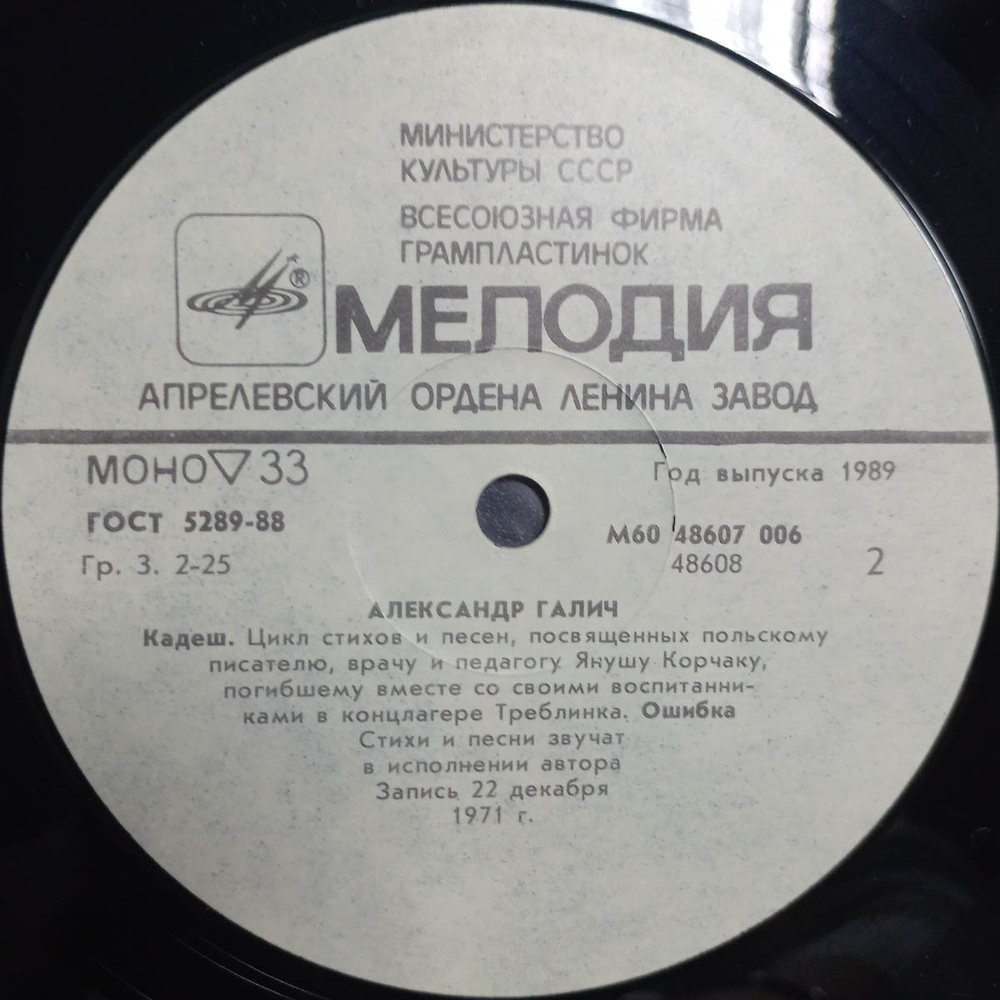 МИНИСТЕРСТВО
КУЛЬТУРЫ СССР
ВСЕСОЮЗНАЯ ФИРМА
ГРАМПЛАСТИНОК
®
МЕЛОДИЯ
АПРЕЛЕВСКИЙ ОРДЕНА ЛЕНИНА ЗАВОД
МОНО ▽ 33
Год выпуска 1989
ГОСТ 5289-88
М60 48607 006
Гр. 3. 2-25
48608
2
АЛЕКСАНДР ГАЛИЧ
Кадеш. Цикл стихов и песен, посвященных польскому
писателю, врачу и педагогу Янушу Корчаку,
погибшему вместе со своими воспитанни-
ками в концлагере Треблинка. Ошибка
Стихи и песни звучат
в исполнении автора
Запись 22 декабря
1971 г.